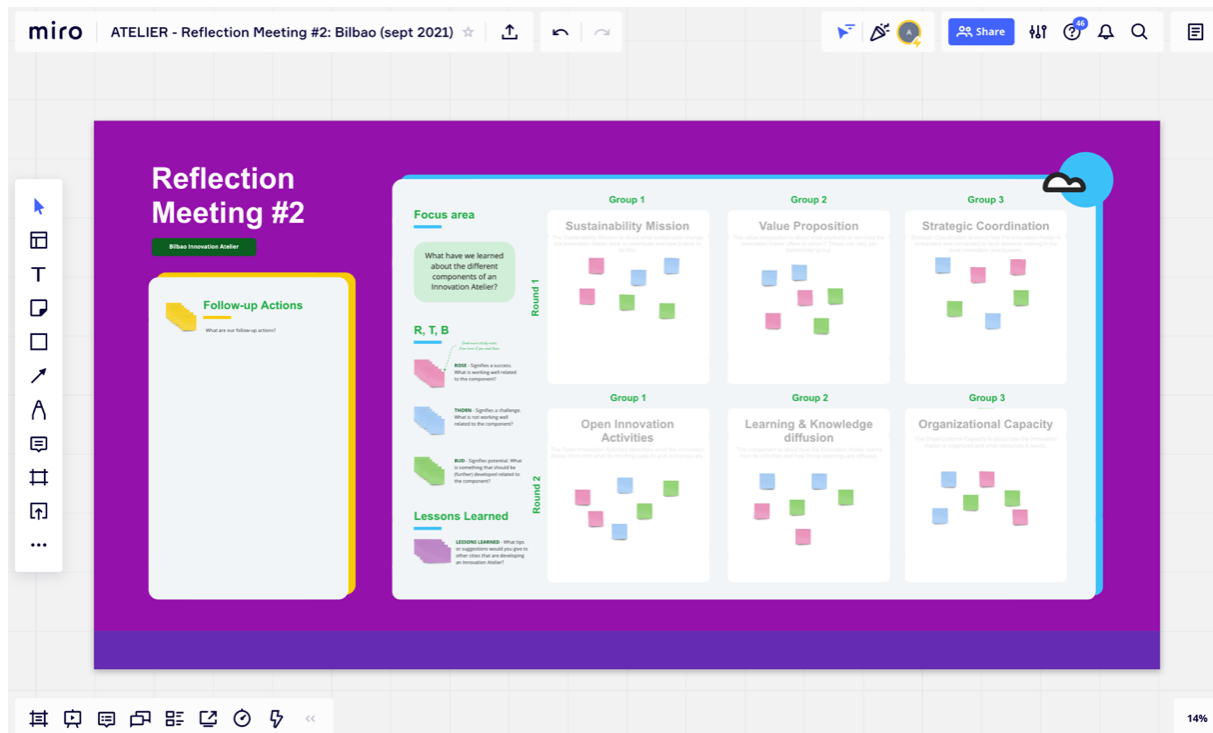 miro
ATELIER - Reflection Meeting #2: Bilbao (sept 2021)
A
Share
46
Reflection
Meeting #2
Bilbao Innovation Atelier
Follow-up Actions
What are our follow-up actions?
Focus area
What have we learned
about the different
components of an
Innovation Atelier?
R, T, B
ROSE - Signifies a success.
What is working well related
to the component?
THORN - Signifies a challenge.
What is not working well
related to the component?
BUD - Signifies potential. What
is something that should be
(further) developed related to
the component?
Lessons Learned
LESSONS LEARNED - What tips
or suggestions would you give to
other cities that are developing
an Innovation Atelier?
Round 1
Group 1
Sustainability Mission
Group 2
Value Proposition
Group 3
Strategic Coordination
Round 2
Group 1
Open Innovation
Activities
Group 2
Learning & Knowledge
diffusion
Group 3
Organizational Capacity
14%